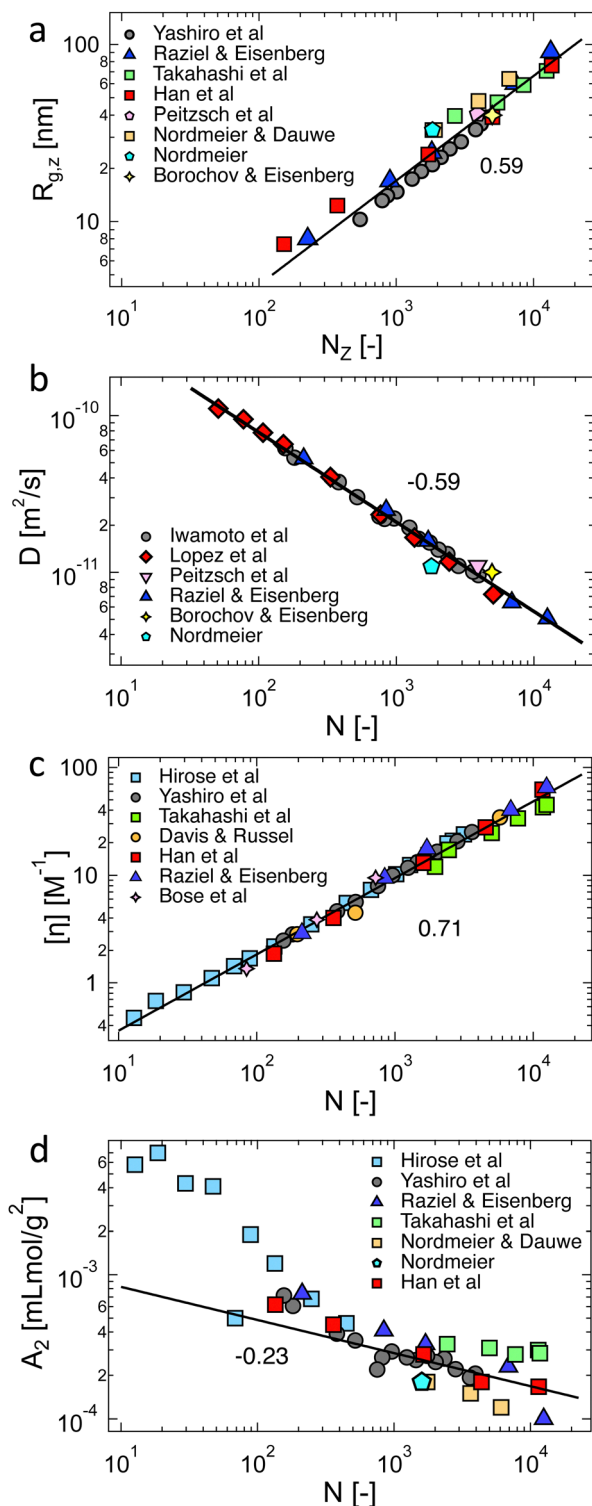 a
Yashiro et al
Raziel & Eisenberg
Takahashi et al
Han et al
Peitzsch et al
Nordmeier & Dauwe
Nordmeier
Borochov & Eisenberg
0.59
R_{g,z} [nm]
100
8
6
4
2
10
8
6
10^1
10^2
10^3
10^4
N_Z [-]
b
-0.59
Iwamoto et al
Lopez et al
Peitzsch et al
Raziel & Eisenberg
Borochov & Eisenberg
Nordmeier
D [m^2/s]
10^{-10}
8
6
4
2
10^{-11}
8
6
4
10^1
10^2
10^3
10^4
N [-]
c
Hirose et al
Yashiro et al
Takahashi et al
Davis & Russel
Han et al
Raziel & Eisenberg
Bose et al
0.71
[η] [M^{-1}]
100
4
2
10
4
2
1
4
10^1
10^2
10^3
10^4
N [-]
d
Hirose et al
Yashiro et al
Raziel & Eisenberg
Takahashi et al
Nordmeier & Dauwe
Nordmeier
Han et al
-0.23
A_2 [mLmol/g^2]
6
4
2
10^{-3}
6
4
2
10^{-4}
10^1
10^2
10^3
10^4
N [-]